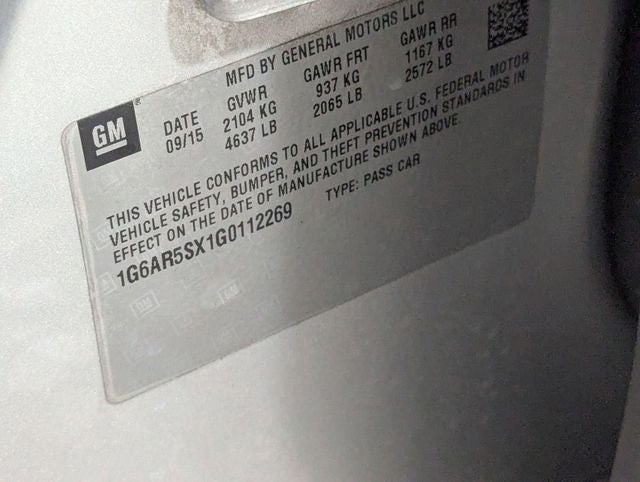 MFD BY GENERAL MOTORS LLC
GM
DATE GVWR GAWR FRT GAWR RR
09/15 2104 KG 937 KG 1167 KG
4637 LB 2065 LB 2572 LB
THIS VEHICLE CONFORMS TO ALL APPLICABLE U.S. FEDERAL MOTOR
VEHICLE SAFETY, BUMPER, AND THEFT PREVENTION STANDARDS IN
EFFECT ON THE DATE OF MANUFACTURE SHOWN ABOVE.
1G6AR5SX1G0112269 TYPE: PASS CAR